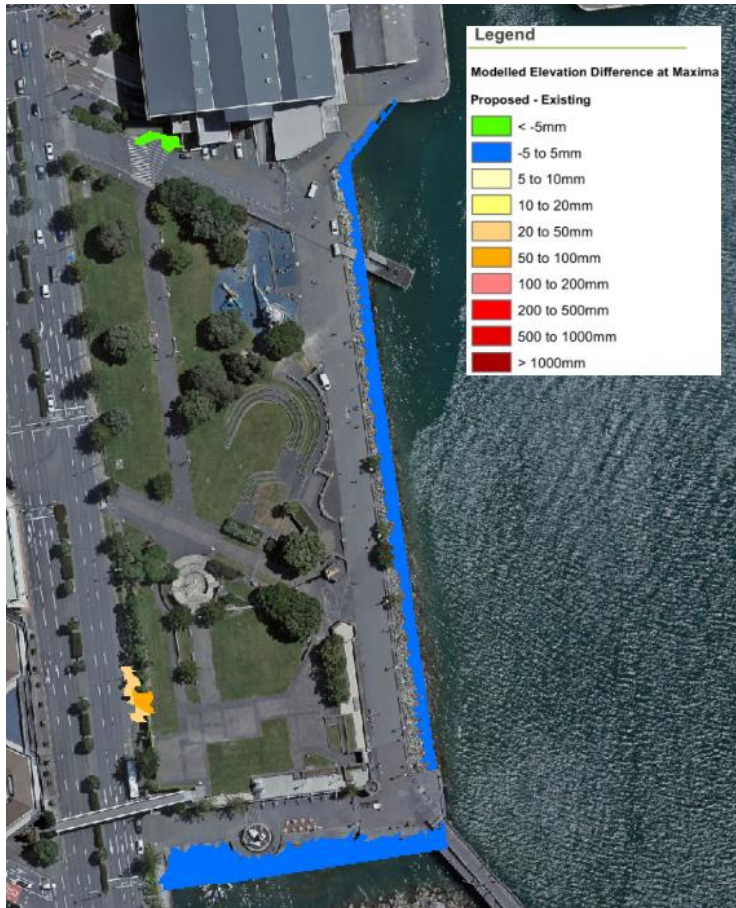 Legend
Modelled Elevation Difference at Maxima
Proposed - Existing
< -5mm
-5 to 5mm
5 to 10mm
10 to 20mm
20 to 50mm
50 to 100mm
100 to 200mm
200 to 500mm
500 to 1000mm
> 1000mm